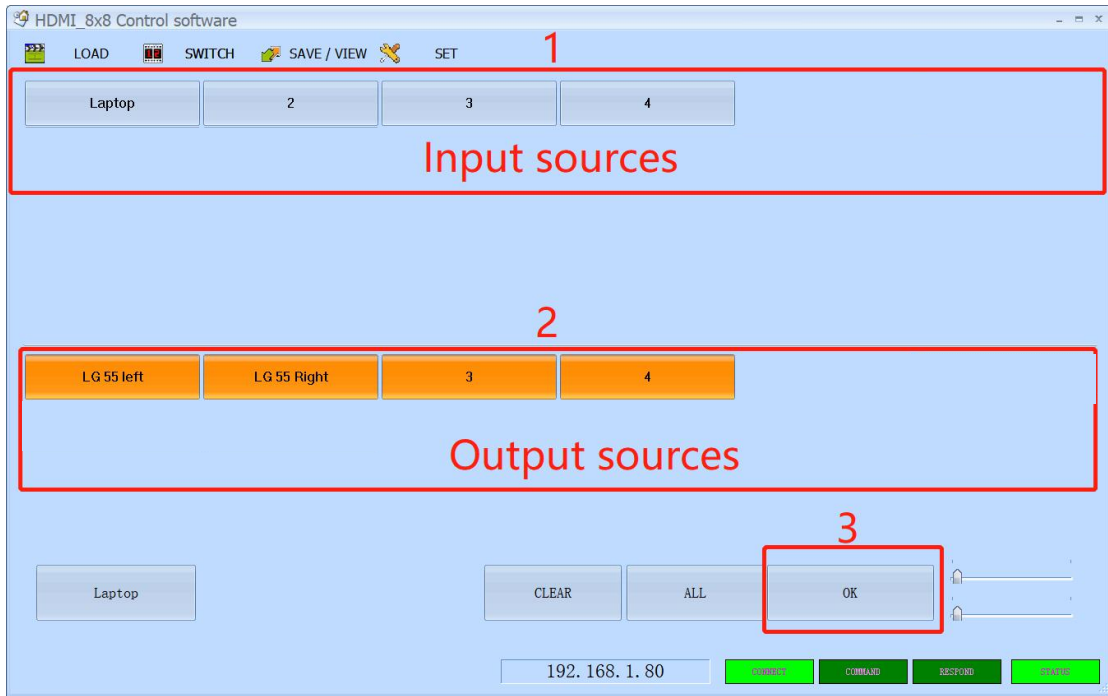 HDMI_8x8 Control software
LOAD SWITCH SAVE / VIEW SET
1
Laptop 2 3 4
Input sources
2
LG 55 left LG 55 Right 3 4
Output sources
3
Laptop CLEAR ALL OK
192.168.1.80 CONNECT COMMAND RESPOND STATUS